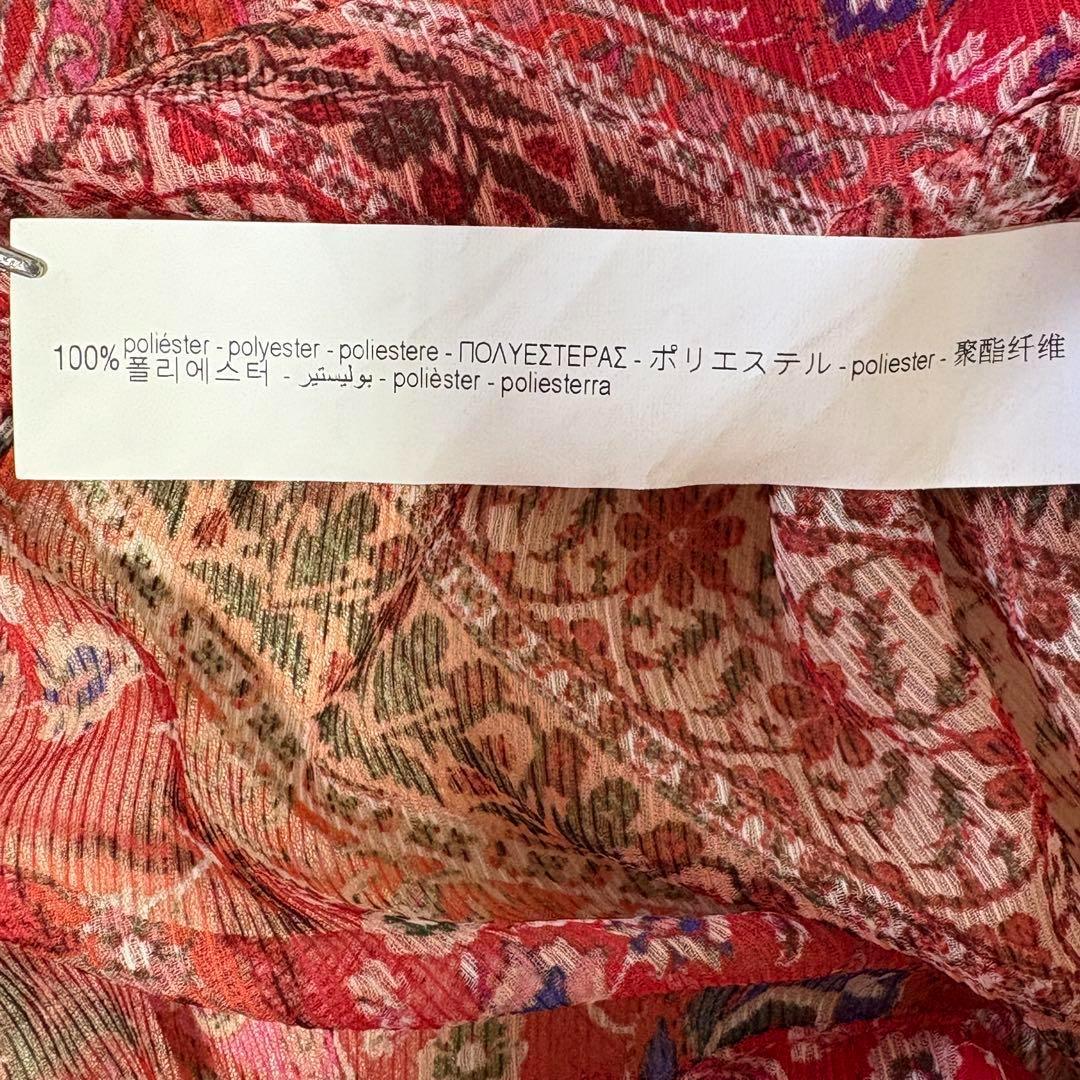 100% poliéster - polyester - poliestere - ΠΟΛΥΕΣΤΕΡΑΣ - ポリエステル - poliester - 聚酯纤维
폴리에스터 - بوليستير - polièster - poliesterra